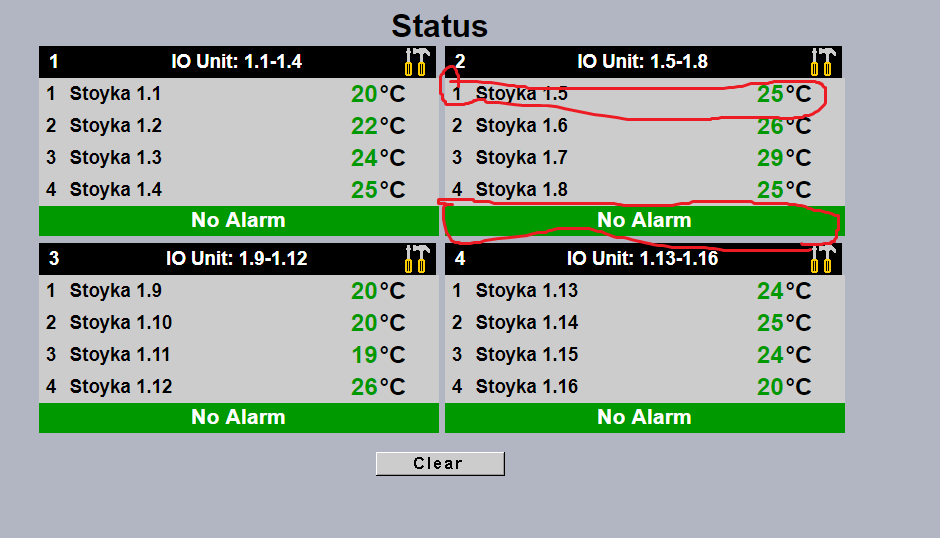 Status
1 IO Unit: 1.1-1.4
1 Stoyka 1.1 20°C
2 Stoyka 1.2 22°C
3 Stoyka 1.3 24°C
4 Stoyka 1.4 25°C
No Alarm
2 IO Unit: 1.5-1.8
1 Stoyka 1.5 25°C
2 Stoyka 1.6 26°C
3 Stoyka 1.7 29°C
4 Stoyka 1.8 25°C
No Alarm
3 IO Unit: 1.9-1.12
1 Stoyka 1.9 20°C
2 Stoyka 1.10 20°C
3 Stoyka 1.11 19°C
4 Stoyka 1.12 26°C
No Alarm
4 IO Unit: 1.13-1.16
1 Stoyka 1.13 24°C
2 Stoyka 1.14 25°C
3 Stoyka 1.15 24°C
4 Stoyka 1.16 20°C
No Alarm
Clear